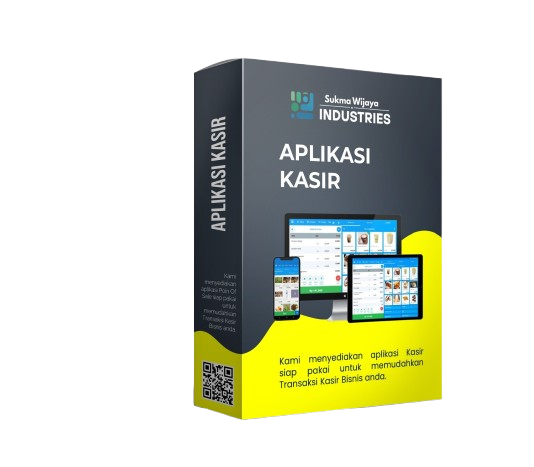 Sukma Wijaya
INDUSTRIES
APLIKASI
KASIR
Kami menyediakan aplikasi Kasir
siap pakai untuk memudahkan
Transaksi Kasir Bisnis anda.
APLIKASI KASIR
Kami
menyediakan
aplikasi Point Of
Sale siap pakai
untuk
memudahkan
Transaksi Kasir
Bisnis anda.